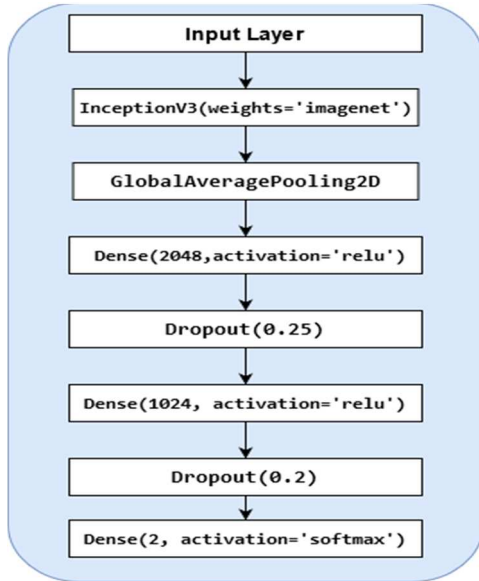 Input Layer
InceptionV3(weights='imagenet')
GlobalAveragePooling2D
Dense(2048,activation='relu')
Dropout(0.25)
Dense(1024, activation='relu')
Dropout(0.2)
Dense(2, activation='softmax')